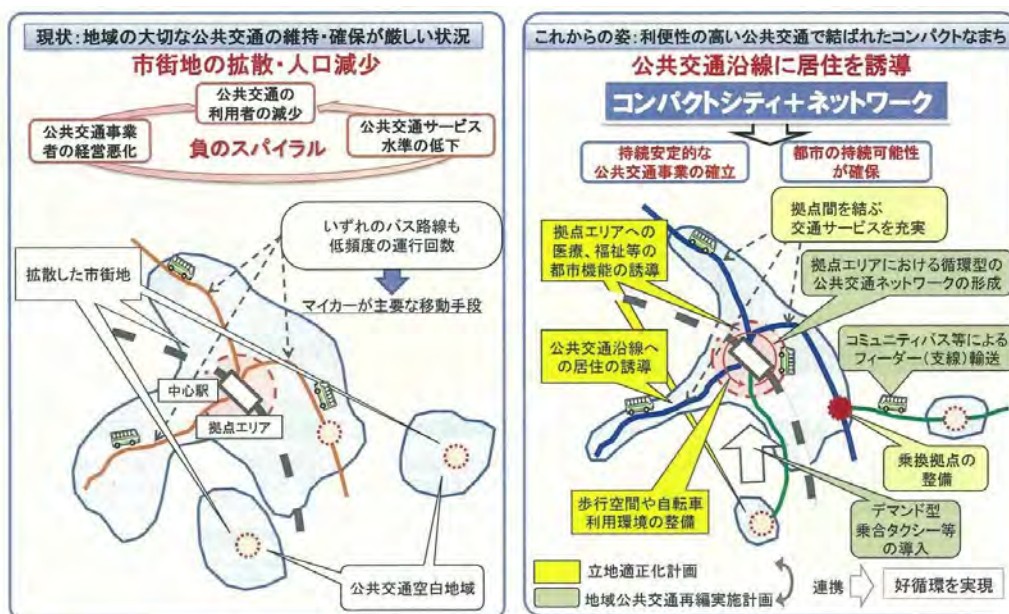 現状:地域の大切な公共交通の維持・確保が厳しい状況
市街地の拡散・人口減少
公共交通の
利用者の減少
公共交通事業
者の経営悪化
負のスパイラル
公共交通サービス
水準の低下
いずれのバス路線も
低頻度の運行回数
拡散した市街地
マイカーが主要な移動手段
中心駅
拠点エリア
公共交通空白地域
これからの姿:利便性の高い公共交通で結ばれたコンパクトなまち
公共交通沿線に居住を誘導
コンパクトシティ+ネットワーク
持続安定的な
公共交通事業の確立
都市の持続可能性
が確保
拠点エリアへの
医療、福祉等の
都市機能の誘導
拠点間を結ぶ
交通サービスを充実
拠点エリアにおける循環型の
公共交通ネットワークの形成
公共交通沿線への
居住の誘導
コミュニティバス等による
フィーダー(支線)輸送
乗換拠点の
整備
歩行空間や自転車
利用環境の整備
デマンド型
乗合タクシー等
の導入
立地適正化計画
地域公共交通再編実施計画
連携
好循環を実現